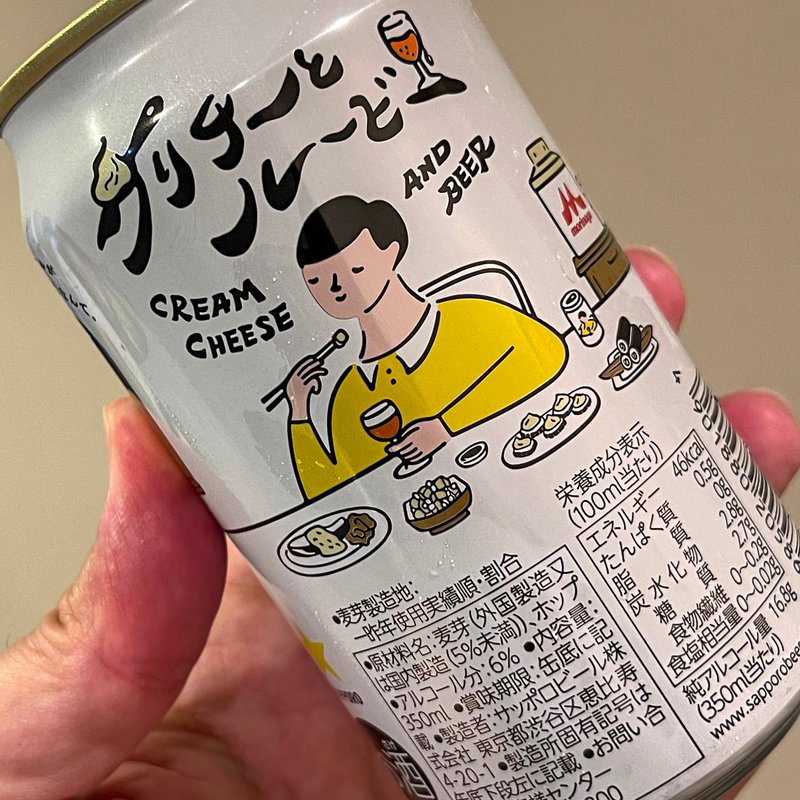 クリチーと
ルービ
AND
BEER
CREAM
CHEESE
morinaga
栄養成分表示
(100ml当たり)
エネルギー 46kcal
たんぱく質 0.5g
脂質 0g
炭水化物 2.8g
糖質 2.7g
食物繊維 0~0.2g
食塩相当量 0~0.02g
純アルコール量 16.8g
(350ml当たり)
www.sapporobeer
●麦芽製造地:
一昨年使用実績順・割合
●原材料名:麦芽(外国製造又
は国内製造(5%未満))、ホップ
●アルコール分:6% ●内容量:
350ml ●賞味期限:缶底に記
載 ●製造者:サッポロビール株
式会社 東京都渋谷区恵比寿
4-20-1 ●製造所固有記号は
缶底下段左に記載 ●お問い合
センター